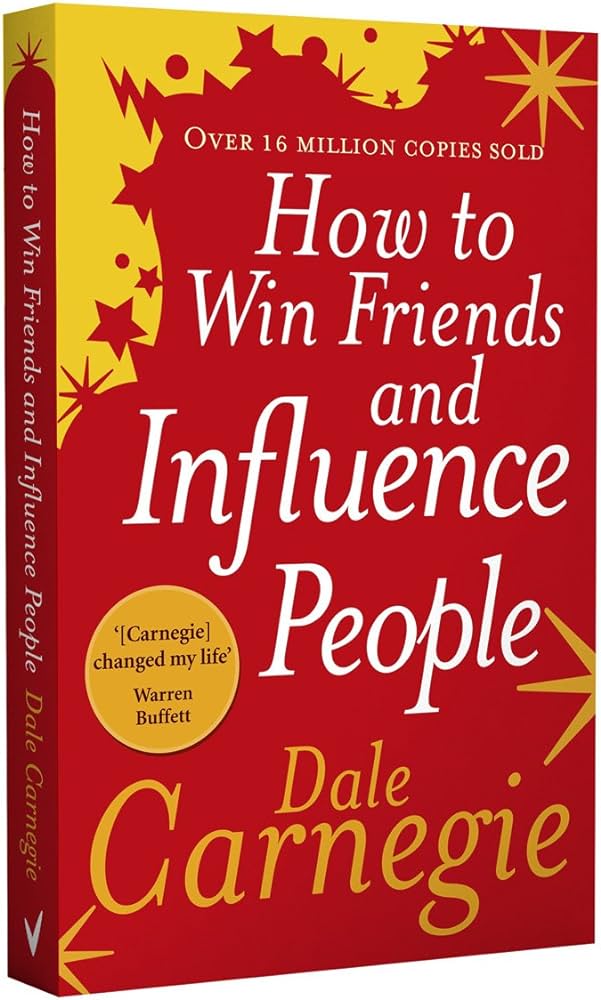 OVER 16 MILLION COPIES SOLD
How to
Win Friends
and
Influence
People
‘[Carnegie]
changed my life’
Warren
Buffett
Dale
Carnegie
How to Win Friends and Influence People Dale Carnegie